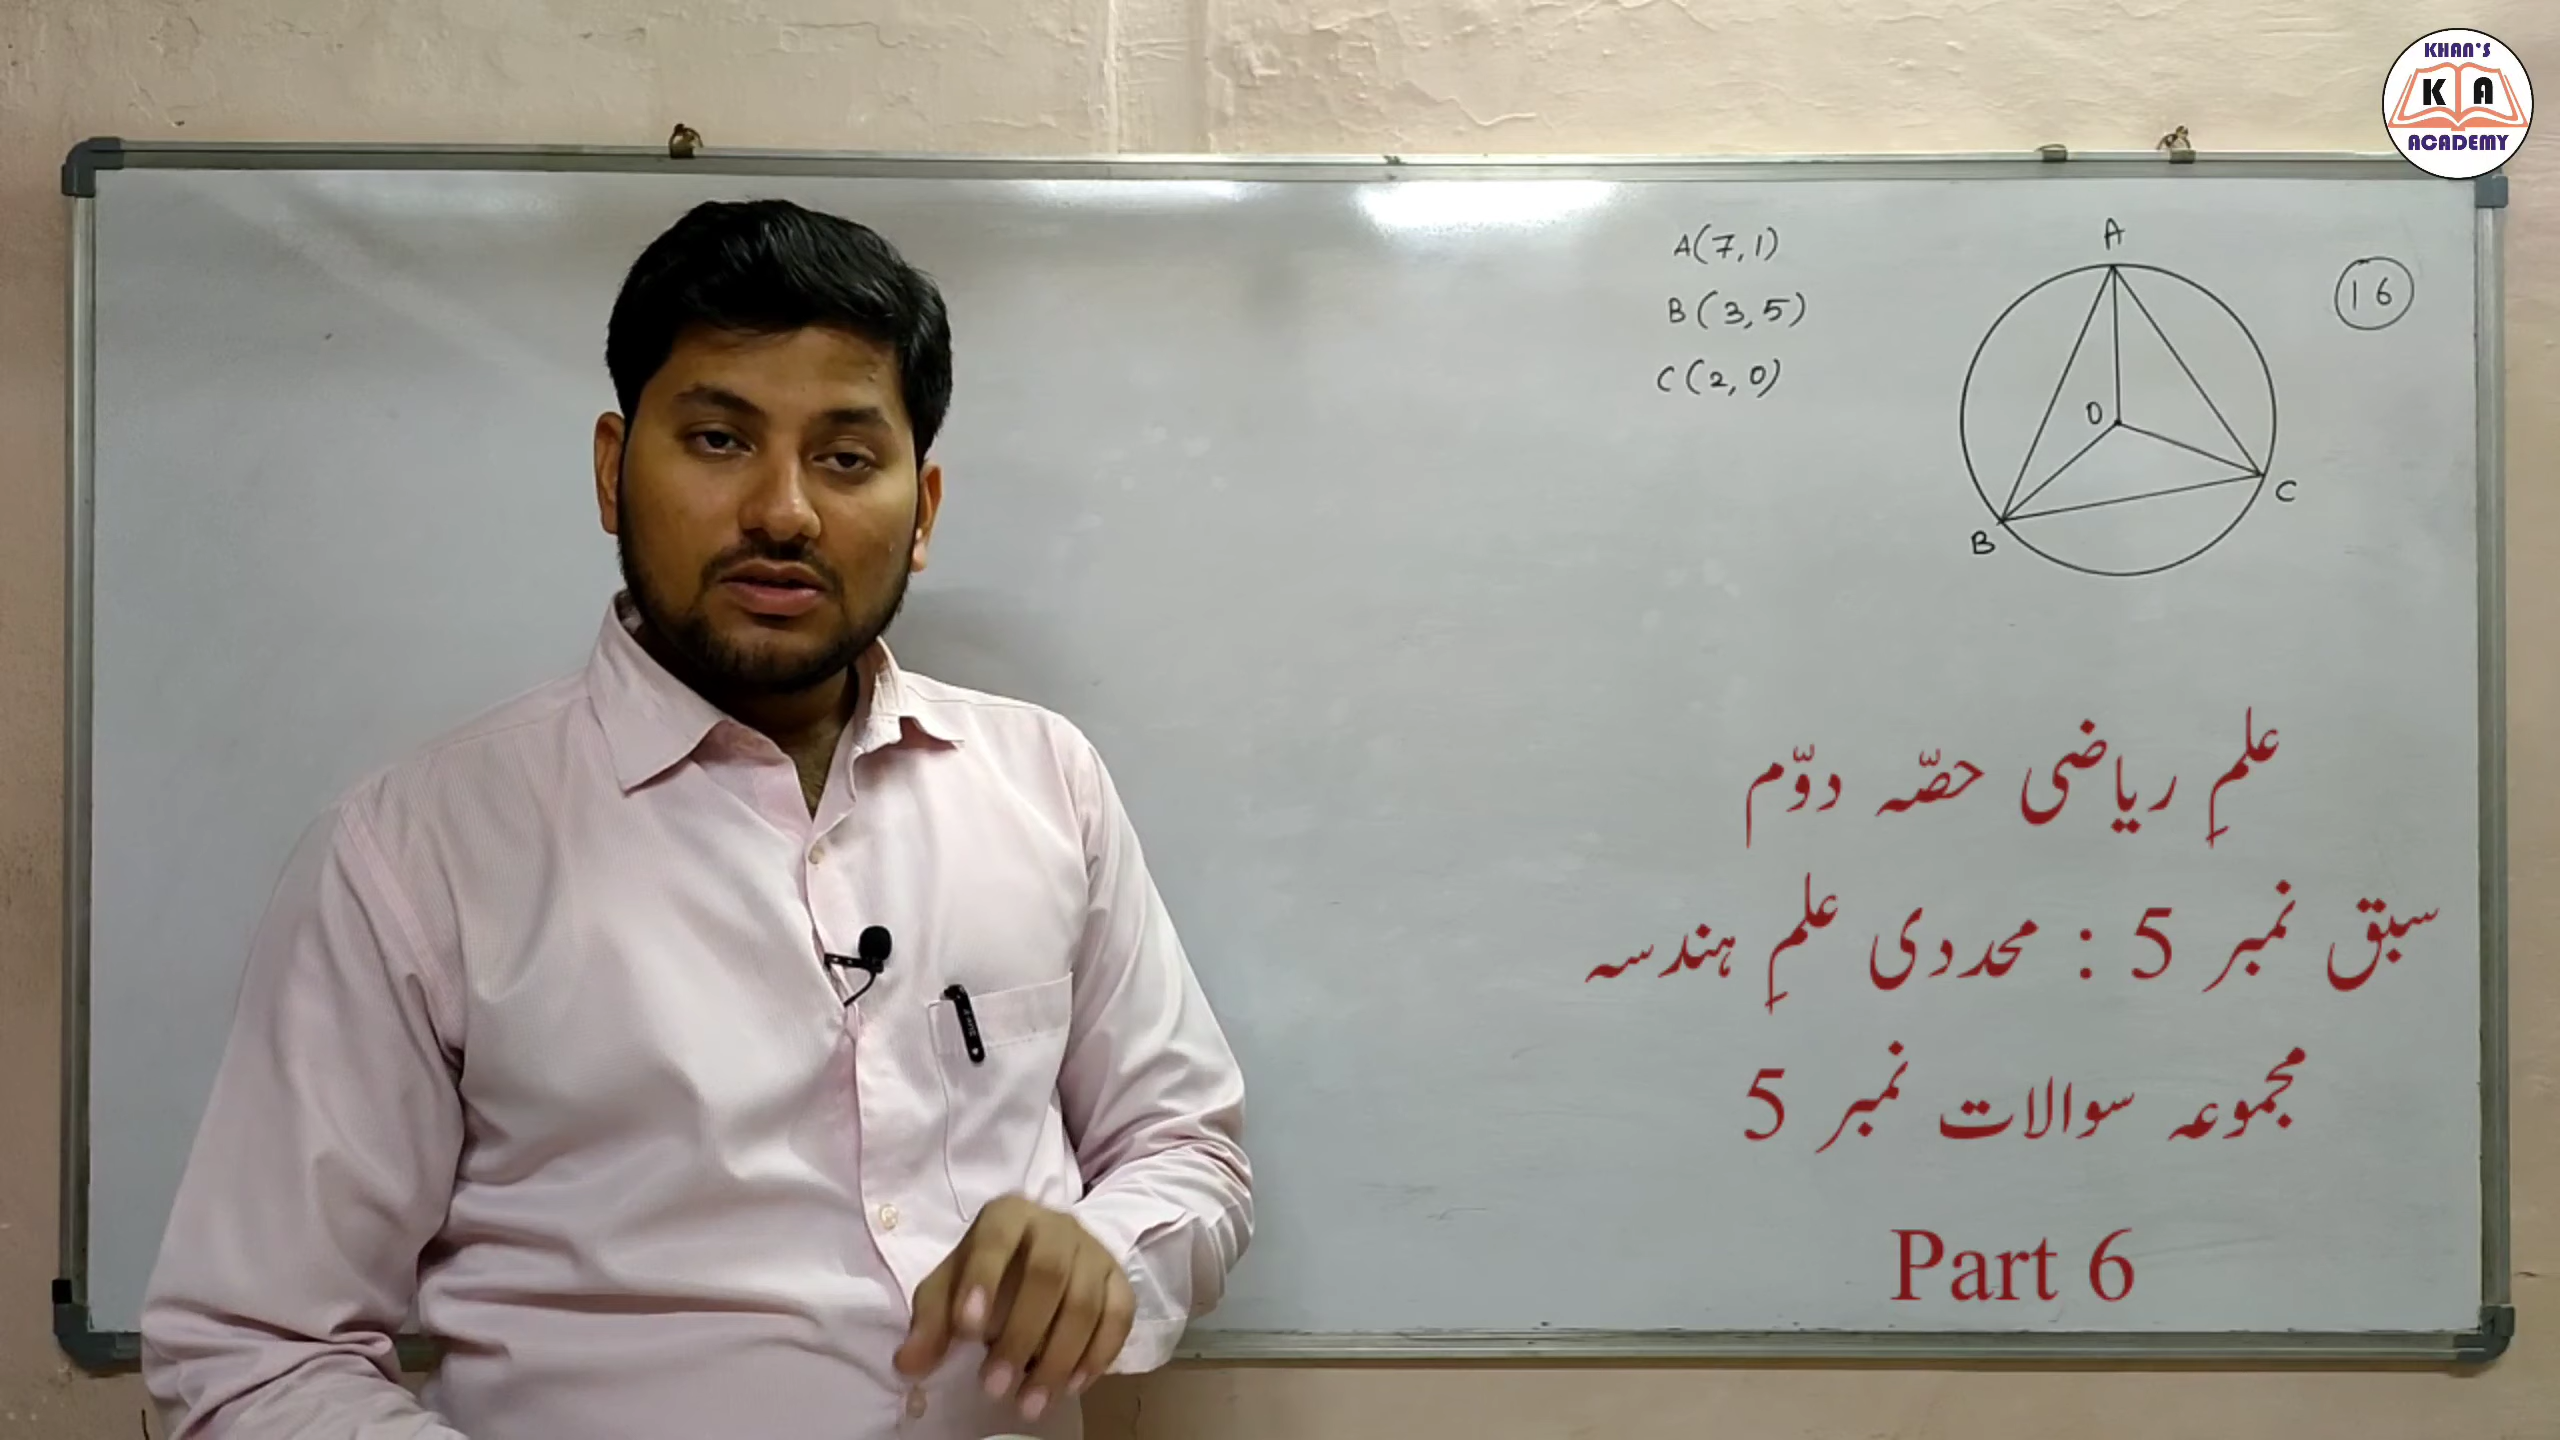 KHAN'S
K A
ACADEMY
A(7,1)
B(3,5)
C(2,0)
16
A
O
B
C
علمِ ریاضی حصّہ دوّم
سبق نمبر 5 : محددی علمِ ہندسہ
مجموعہ سوالات نمبر 5
Part 6